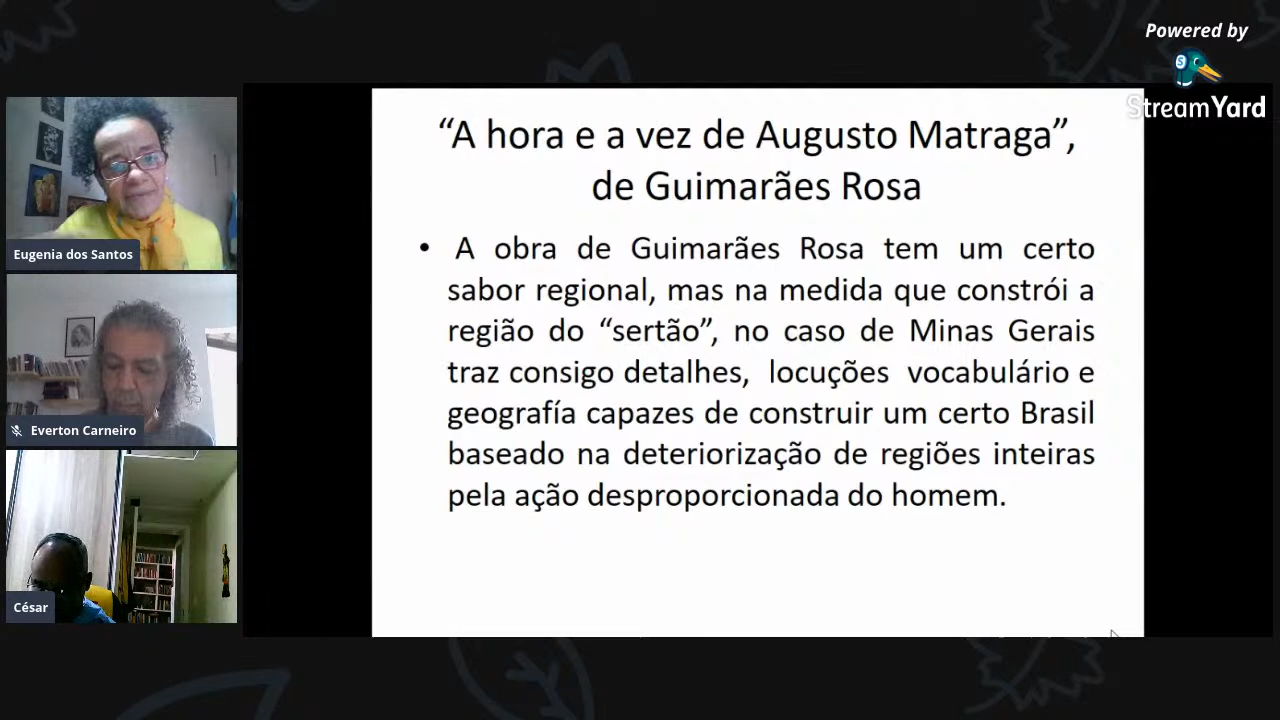 Powered by
StreamYard
Eugenia dos Santos
Everton Carneiro
César
“A hora e a vez de Augusto Matraga”,
de Guimarães Rosa
• A obra de Guimarães Rosa tem um certo
sabor regional, mas na medida que constrói a
região do “sertão”, no caso de Minas Gerais
traz consigo detalhes, locuções vocabulário e
geografía capazes de construir um certo Brasil
baseado na deteriorização de regiões inteiras
pela ação desproporcionada do homem.